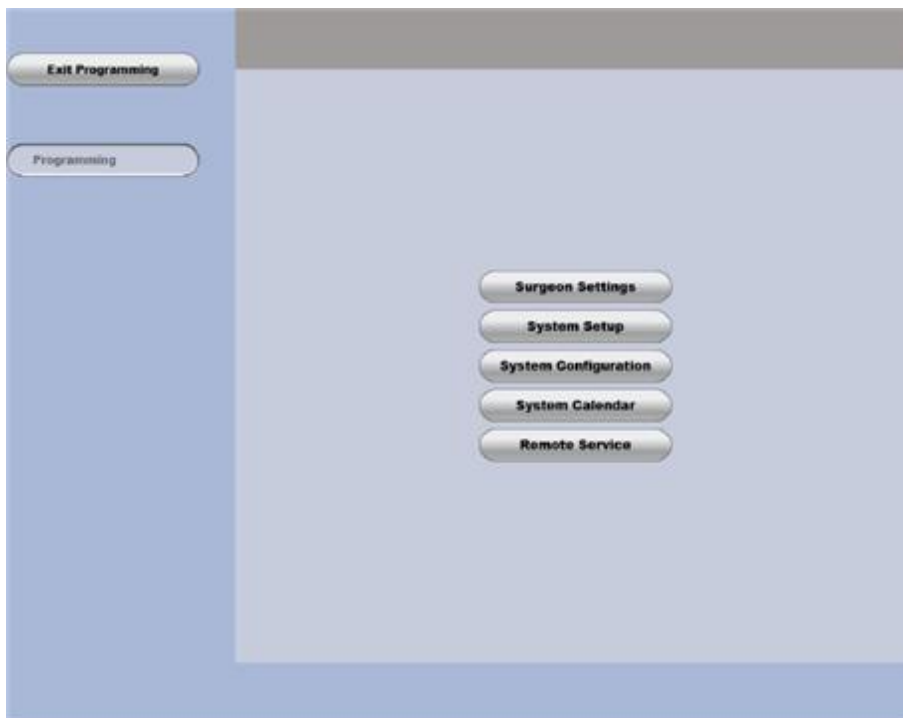 Exit Programming
Programming
Surgeon Settings
System Setup
System Configuration
System Calendar
Remote Service